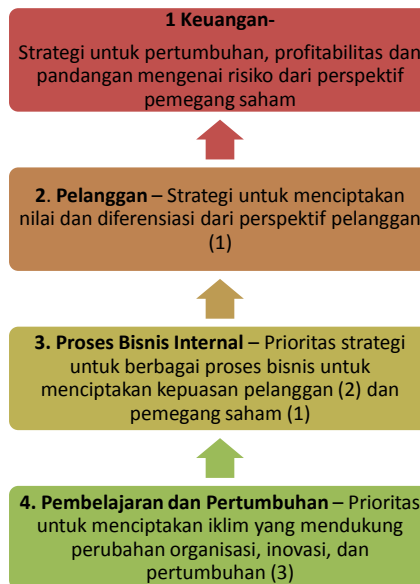 1 Keuangan-
Strategi untuk pertumbuhan, profitabilitas dan
pandangan mengenai risiko dari perspektif
pemegang saham
2. Pelanggan – Strategi untuk menciptakan
nilai dan diferensiasi dari perspektif pelanggan
(1)
3. Proses Bisnis Internal – Prioritas strategi
untuk berbagai proses bisnis untuk
menciptakan kepuasan pelanggan (2) dan
pemegang saham (1)
4. Pembelajaran dan Pertumbuhan – Prioritas
untuk menciptakan iklim yang mendukung
perubahan organisasi, inovasi, dan
pertumbuhan (3)